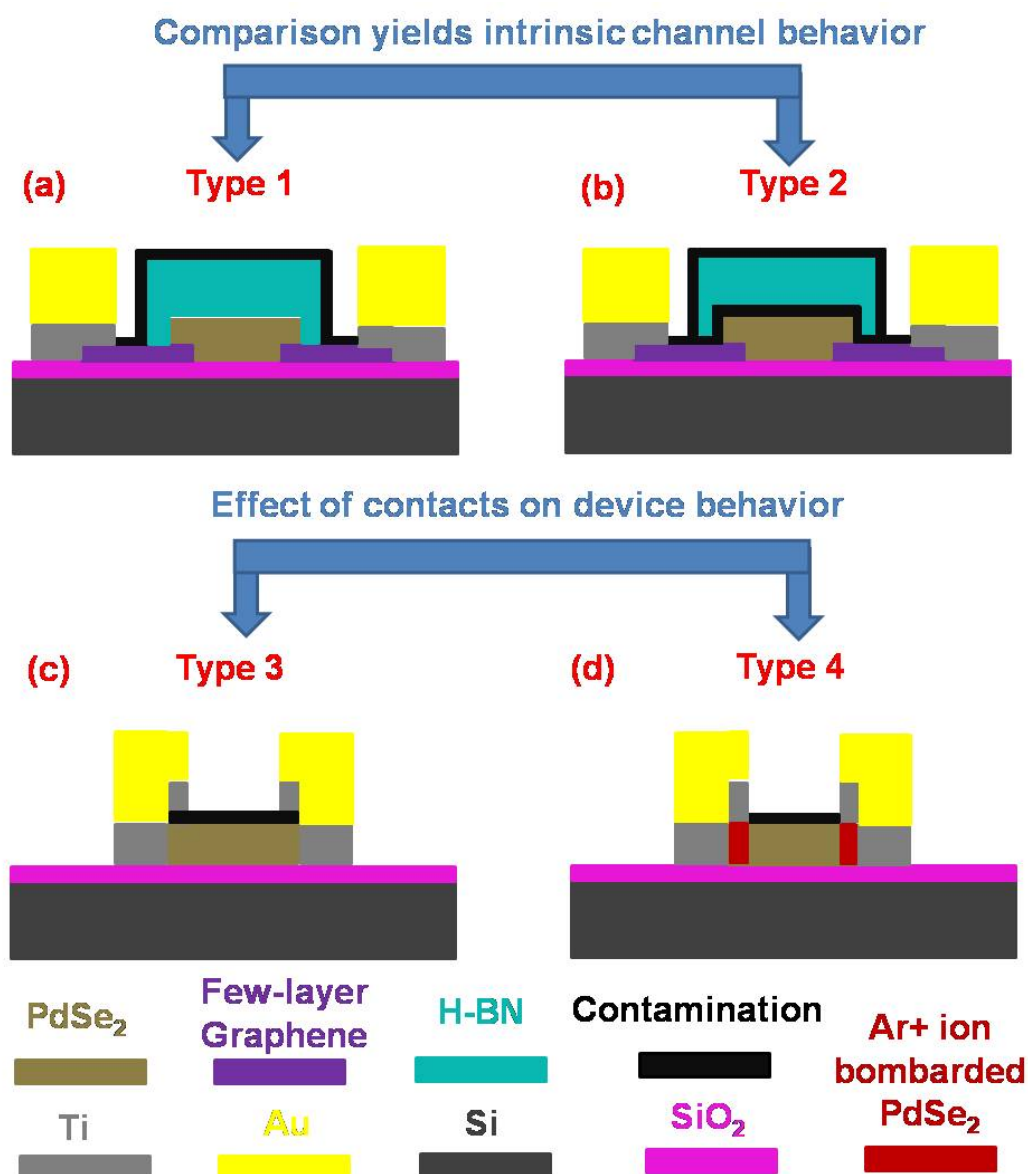 Comparison yields intrinsic channel behavior
(a) Type 1
(b) Type 2
Effect of contacts on device behavior
(c) Type 3
(d) Type 4
PdSe₂
Few-layer
Graphene
H-BN
Contamination
Ar+ ion
bombarded
PdSe₂
Ti
Au
Si
SiO₂